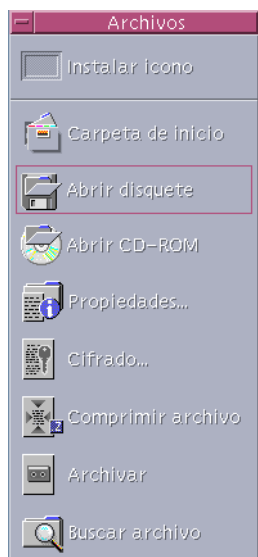 Archivos
Instalar icono
Carpeta de inicio
Abrir disquete
Abrir CD-ROM
Propiedades...
Cifrado...
Comprimir archivo
Archivar
Buscar archivo